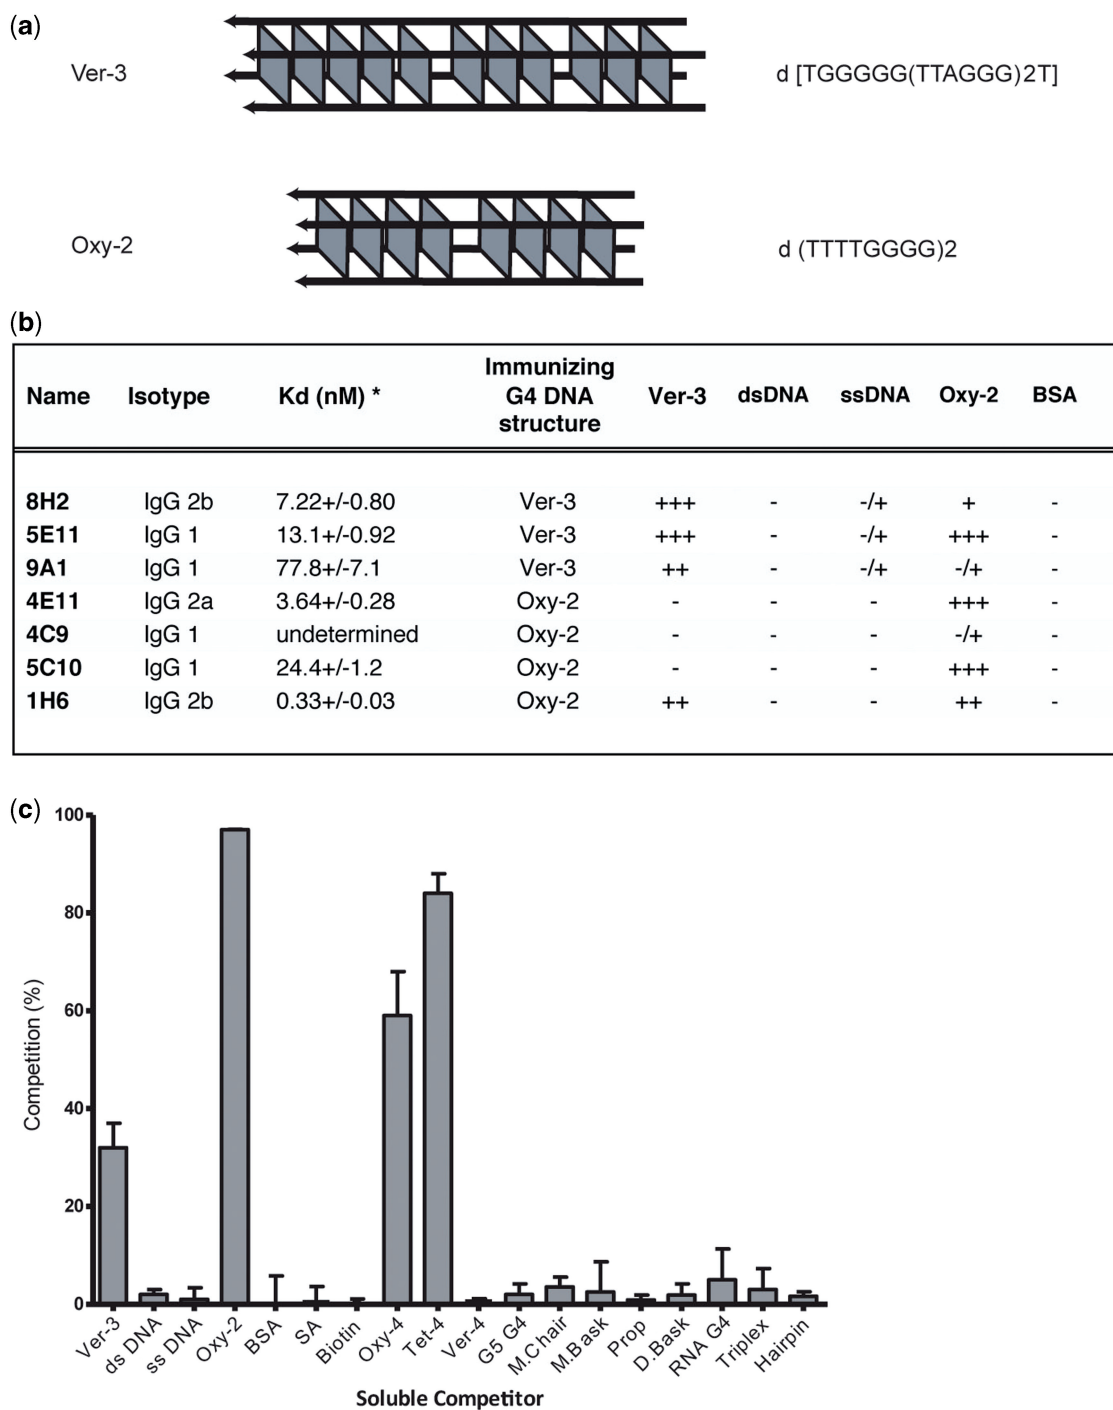 (a)
Ver-3
d [TGGGGG(TTAGGG)2T]
Oxy-2
d (TTTTGGGG)2
(b)
Name Isotype Kd (nM) * Immunizing G4 DNA structure Ver-3 dsDNA ssDNA Oxy-2 BSA
8H2 IgG 2b 7.22+/-0.80 Ver-3 +++ - -/+ + -
5E11 IgG 1 13.1+/-0.92 Ver-3 +++ - -/+ +++ -
9A1 IgG 1 77.8+/-7.1 Ver-3 ++ - -/+ -/+ -
4E11 IgG 2a 3.64+/-0.28 Oxy-2 - - - +++ -
4C9 IgG 1 undetermined Oxy-2 - - - -/+ -
5C10 IgG 1 24.4+/-1.2 Oxy-2 - - - +++ -
1H6 IgG 2b 0.33+/-0.03 Oxy-2 ++ - - ++ -
(c)
Competition (%)
100
80
60
40
20
0
Ver-3
ds DNA
ss DNA
Oxy-2
BSA
SA
Biotin
Oxy-4
Tet-4
Ver-4
G5 G4
M.Chair
M.Bask
Prop
D.Bask
RNA G4
Triplex
Hairpin
Soluble Competitor